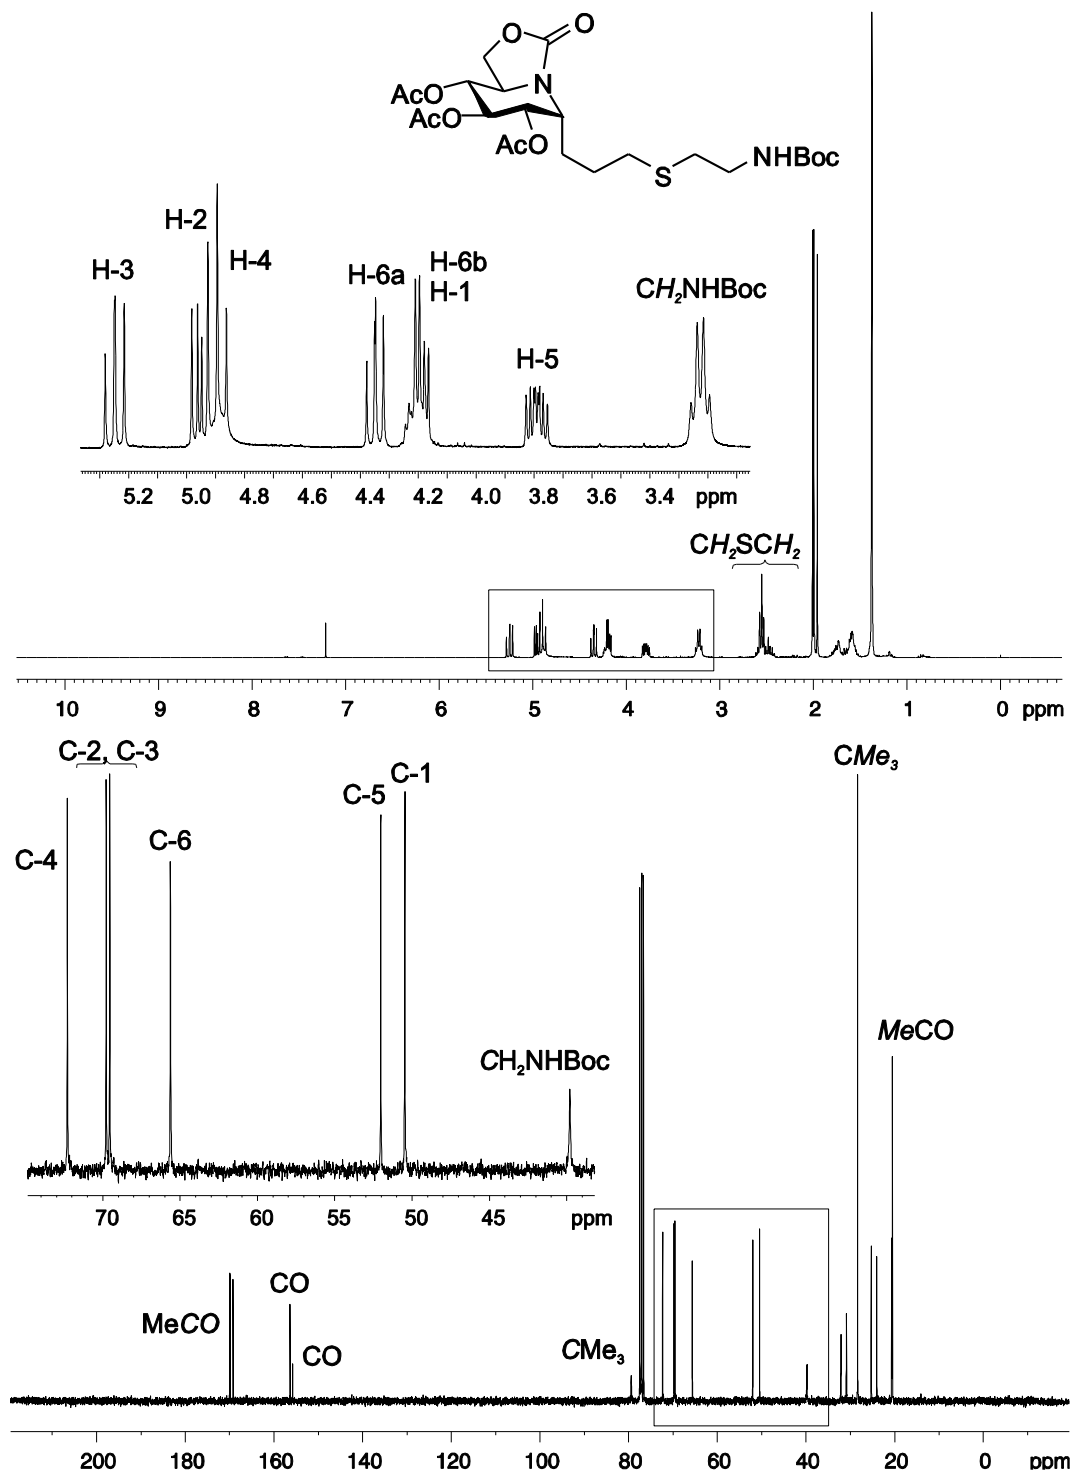 O
O
N
AcO
AcO
AcO
S
NHBoc
H-2
H-3
H-4
H-6a
H-6b
H-1
CH2NHBoc
H-5
5.2 5.0 4.8 4.6 4.4 4.2 4.0 3.8 3.6 3.4 ppm
CH2SCH2
10 9 8 7 6 5 4 3 2 1 0 ppm
C-2, C-3
CMe3
C-1
C-5
C-6
C-4
MeCO
CH2NHBoc
70 65 60 55 50 45 ppm
CO
MeCO
CO
CMe3
200 180 160 140 120 100 80 60 40 20 0 ppm